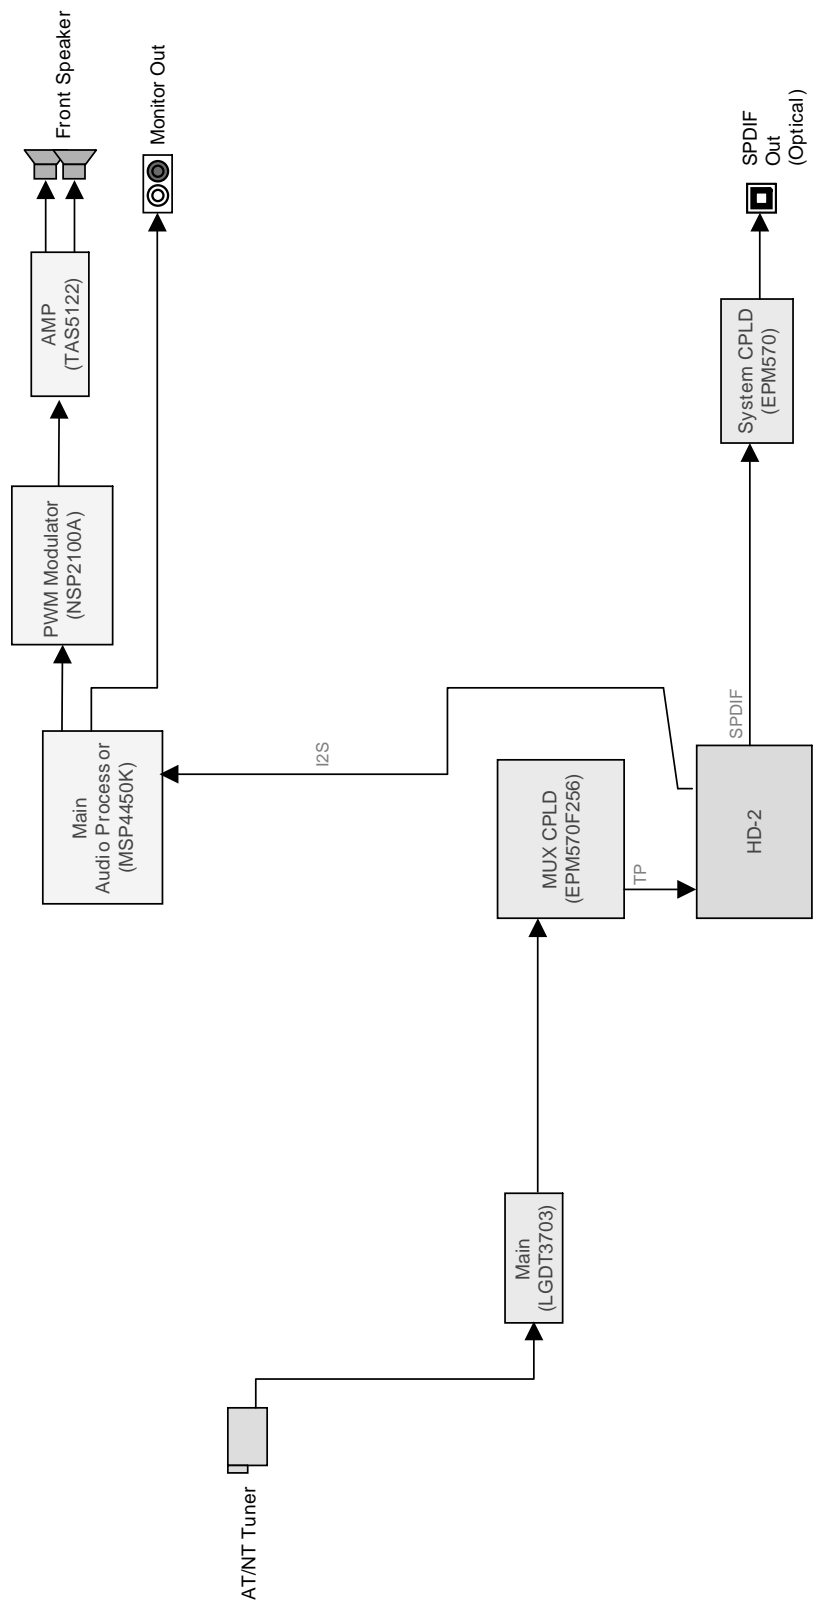 Front Speaker
Monitor Out
AMP
(TAS5122)
PWM Modulator
(NSP2100A)
Main
Audio Processor
(MSP4450K)
I2S
AT/NT Tuner
Main
(LGDT3703)
MUX CPLD
(EPM570F256)
TP
HD-2
SPDIF
System CPLD
(EPM570)
SPDIF
Out
(Optical)